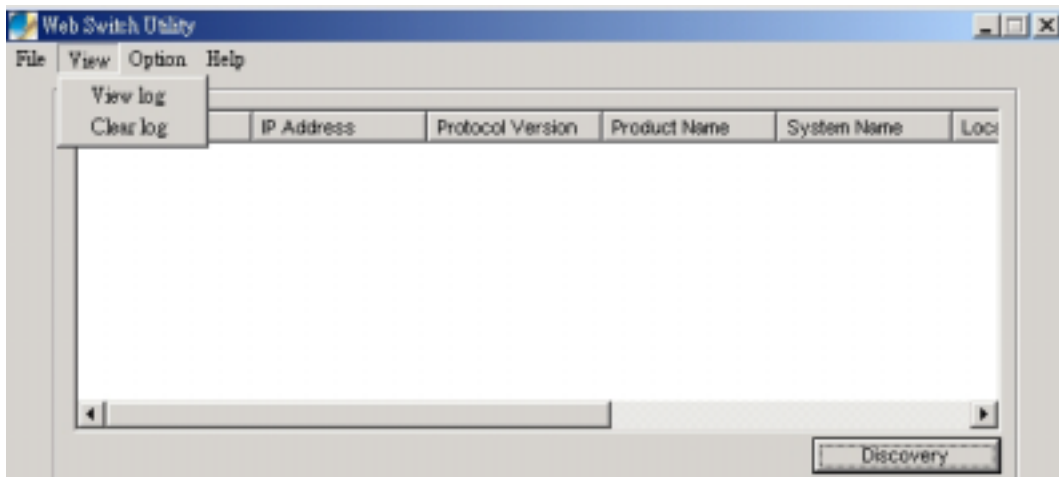 Web Switch Utility
File View Option Help
View log
Clear log
IP Address Protocol Version Product Name System Name
Discovery